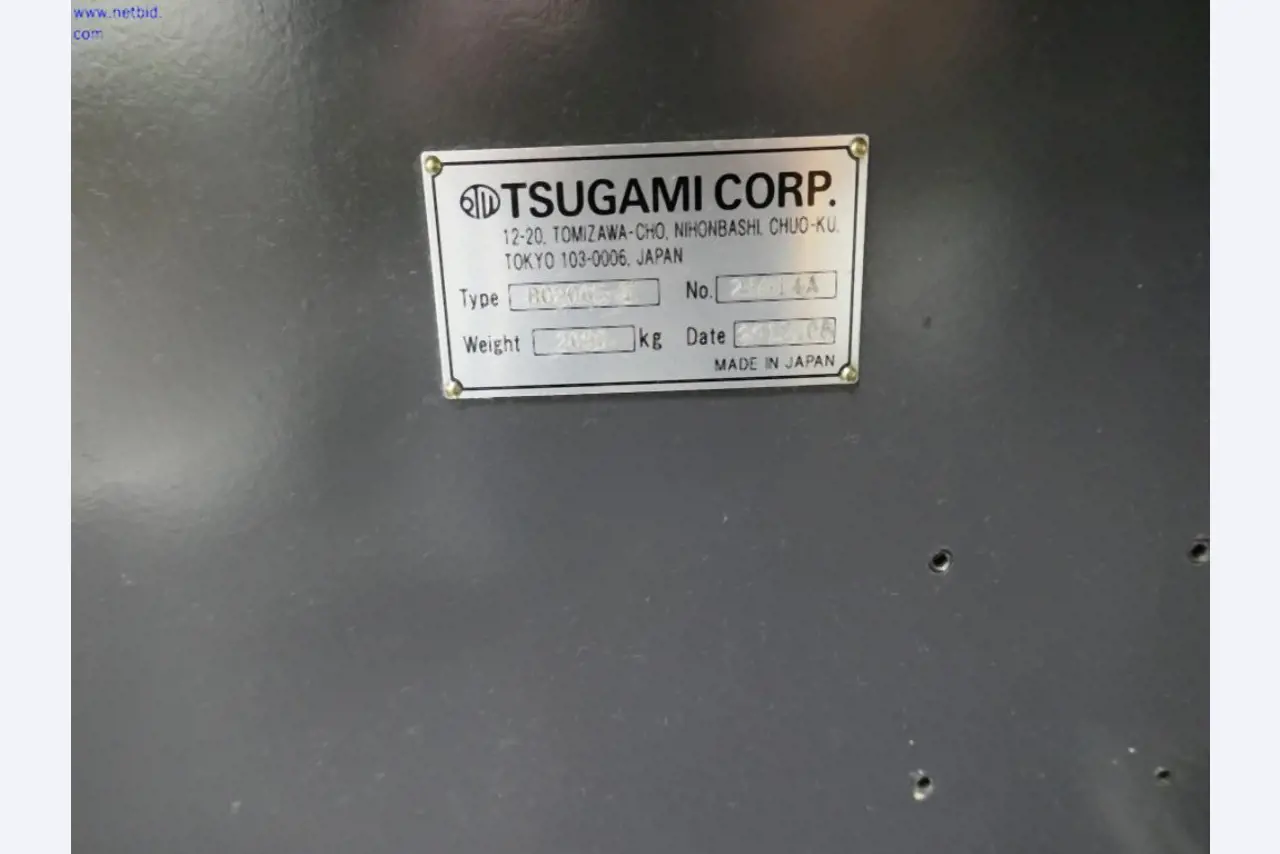 www.netbid.
com
TSUGAMI CORP.
12-20, TOMIZAWA-CHO, NIHONBASHI, CHUO-KU,
TOKYO 103-0006, JAPAN
Type No.
Weight kg Date
MADE IN JAPAN